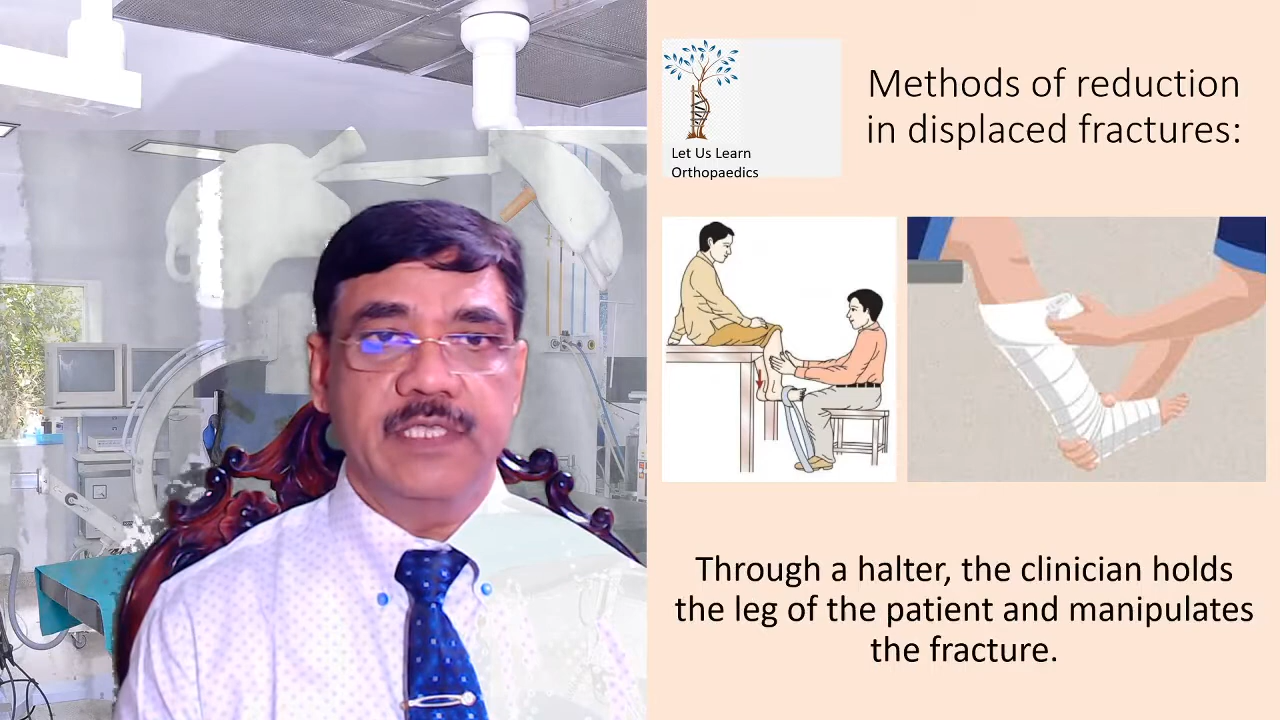 Let Us Learn
Orthopaedics
Methods of reduction
in displaced fractures:
Through a halter, the clinician holds
the leg of the patient and manipulates
the fracture.